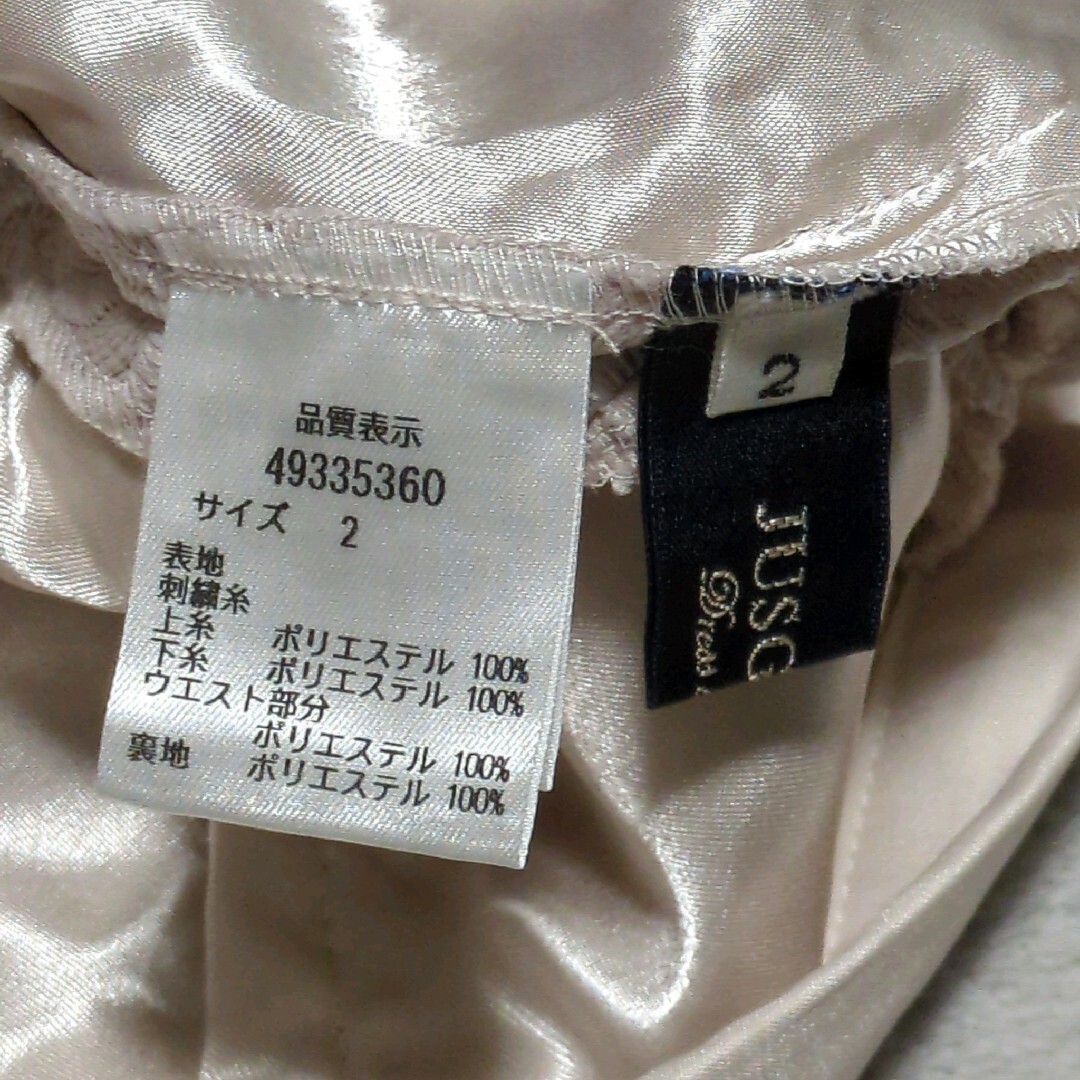 品質表示
49335360
サイズ 2
表地
刺繍糸
上糸 ポリエステル 100%
下糸 ポリエステル 100%
ウエスト部分
ポリエステル 100%
裏地 ポリエステル 100%
2
JUSG
Dress